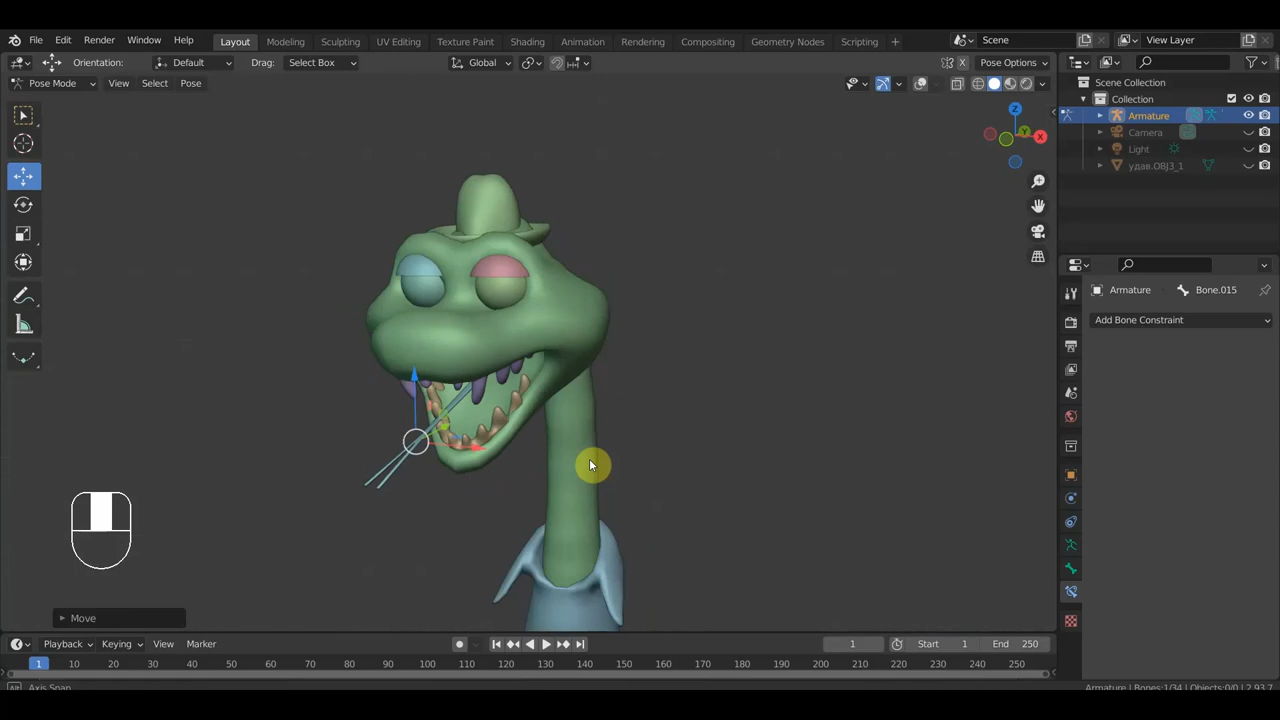 File Edit Render Window Help Layout Modeling Sculpting UV Editing Texture Paint Shading Animation Rendering Compositing Geometry Nodes Scripting + Scene View Layer
Orientation: Default Drag: Select Box Global X Pose Options
Pose Mode View Select Pose
Scene Collection
Collection
Armature
Camera
Light
удав.OBJ3_1
Z
Y
X
Armature Bone.015
Add Bone Constraint
Move
Playback Keying View Marker 1 Start 1 End 250
1 10 20 30 40 50 60 70 80 90 100 110 120 130 140 150 160 170 180 190 200 210 220 230 240 250
Axis Snap Armature | Bones:1/34 | Objects:0/0 | 2.93.7